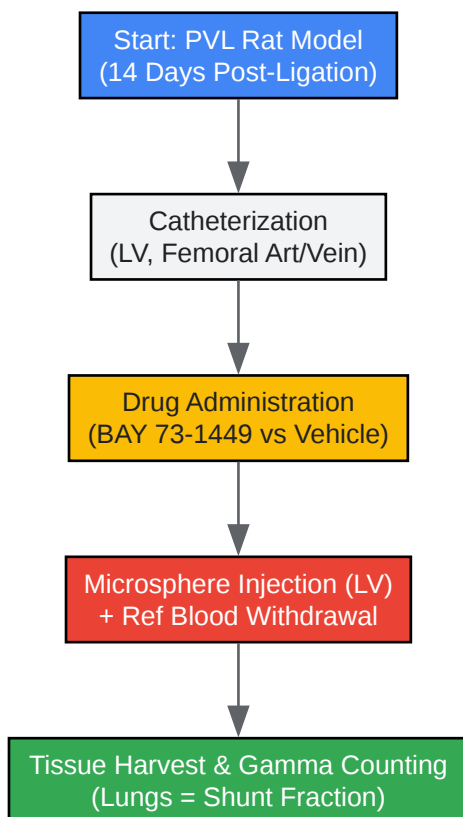 Start: PVL Rat Model
(14 Days Post-Ligation)
Catheterization
(LV, Femoral Art/Vein)
Drug Administration
(BAY 73-1449 vs Vehicle)
Microsphere Injection (LV)
+ Ref Blood Withdrawal
Tissue Harvest & Gamma Counting
(Lungs = Shunt Fraction)